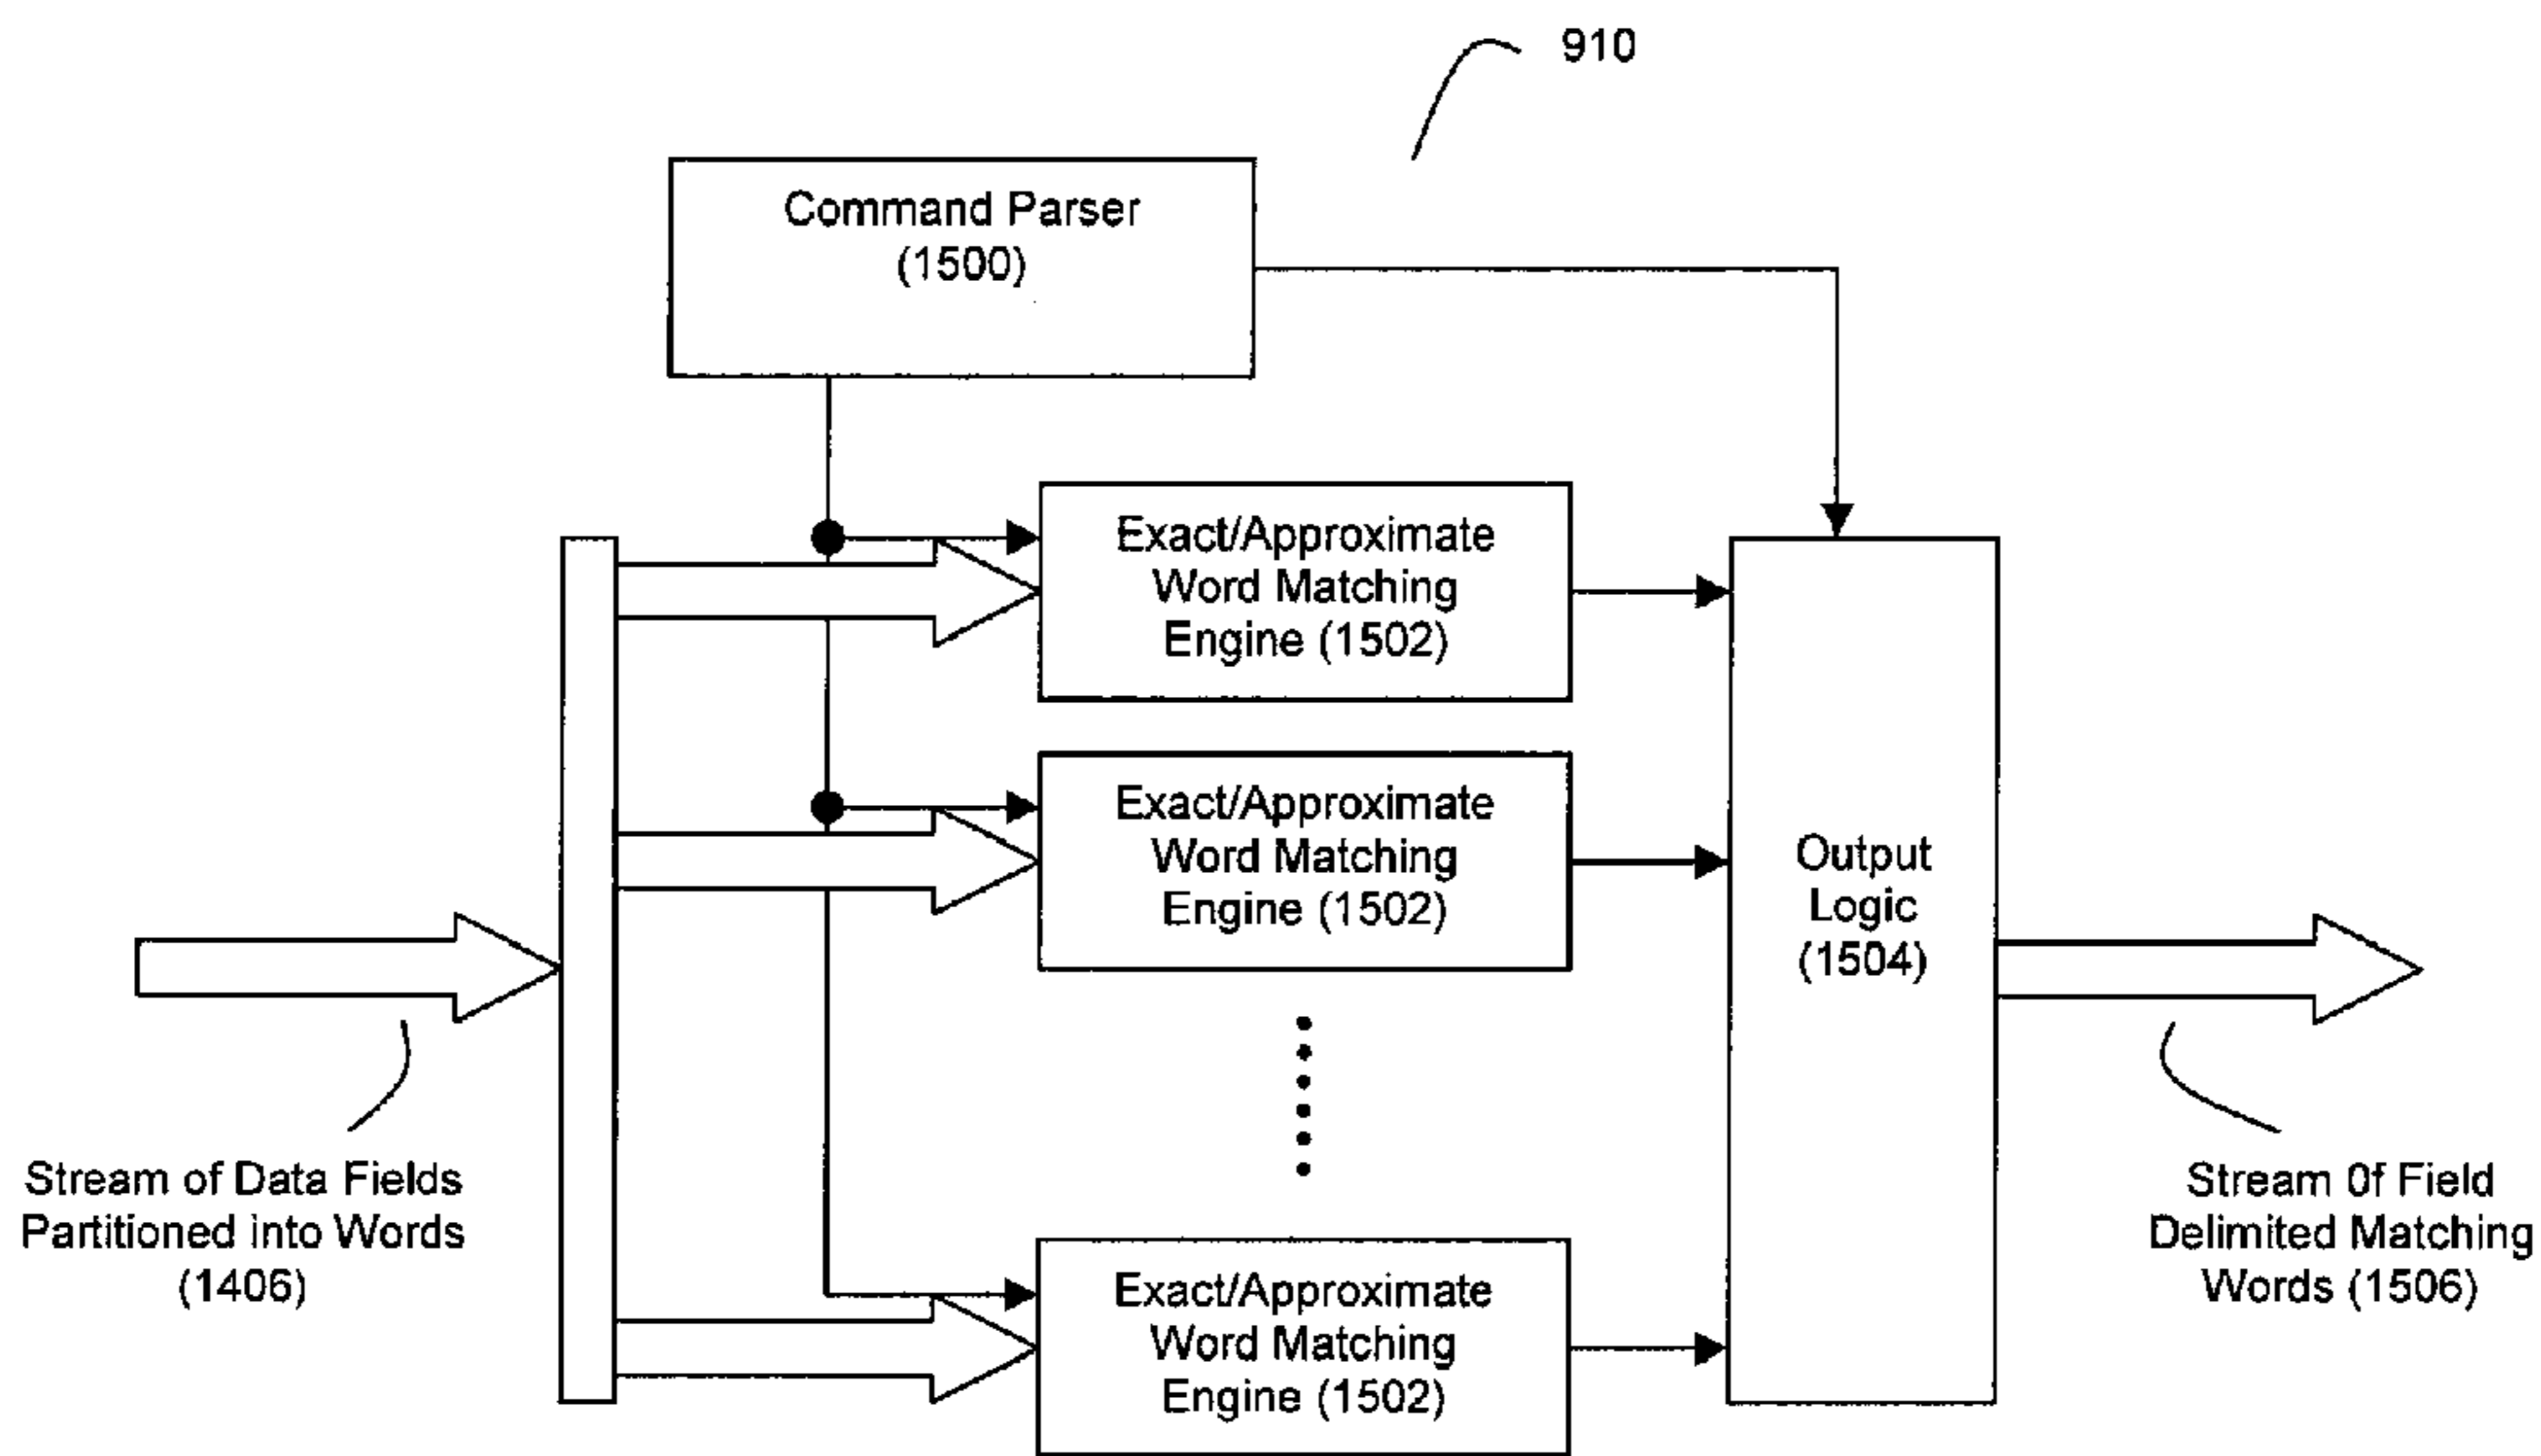 910
Command Parser
(1500)
Exact/Approximate
Word Matching
Engine (1502)
Exact/Approximate
Word Matching
Engine (1502)
Output
Logic
(1504)
Stream of Data Fields
Partitioned into Words
(1406)
Stream 0f Field
Delimited Matching
Words (1506)
Exact/Approximate
Word Matching
Engine (1502)